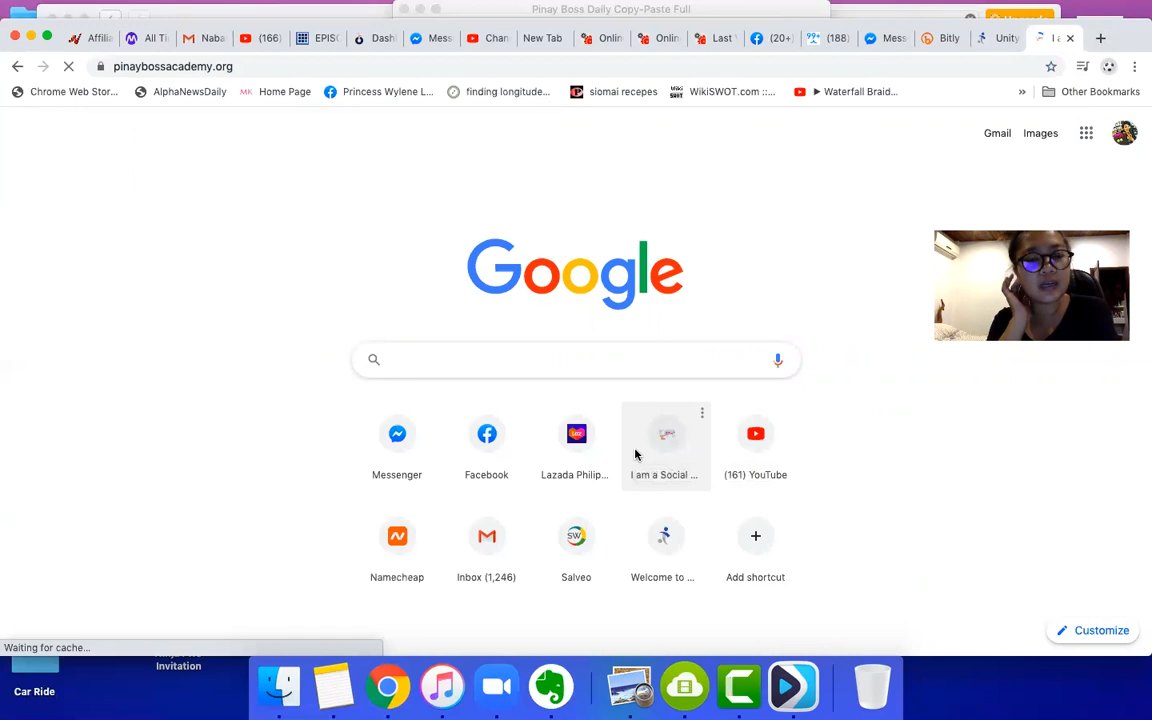 Pinay Boss Daily Copy-Paste Full
Upgrade
Affilia
All Ti
Naba
(166)
EPISC
Dash
Mess
Chan
New Tab
Onlin
Onlin
Last
(20+)
(188)
Mess
Bitly
Unity
I a
pinaybossacademy.org
Chrome Web Stor...
AlphaNewsDaily
MK Home Page
Princess Wylene L...
finding longitude...
siomai recepes
WikiSWOT.com ::...
► Waterfall Braid...
»
Other Bookmarks
Gmail
Images
Google
Messenger
Facebook
Lazada Philip...
I am a Social ...
(161) YouTube
Namecheap
Inbox (1,246)
Salveo
Welcome to ...
Add shortcut
Customize
Waiting for cache...
Invitation
Car Ride